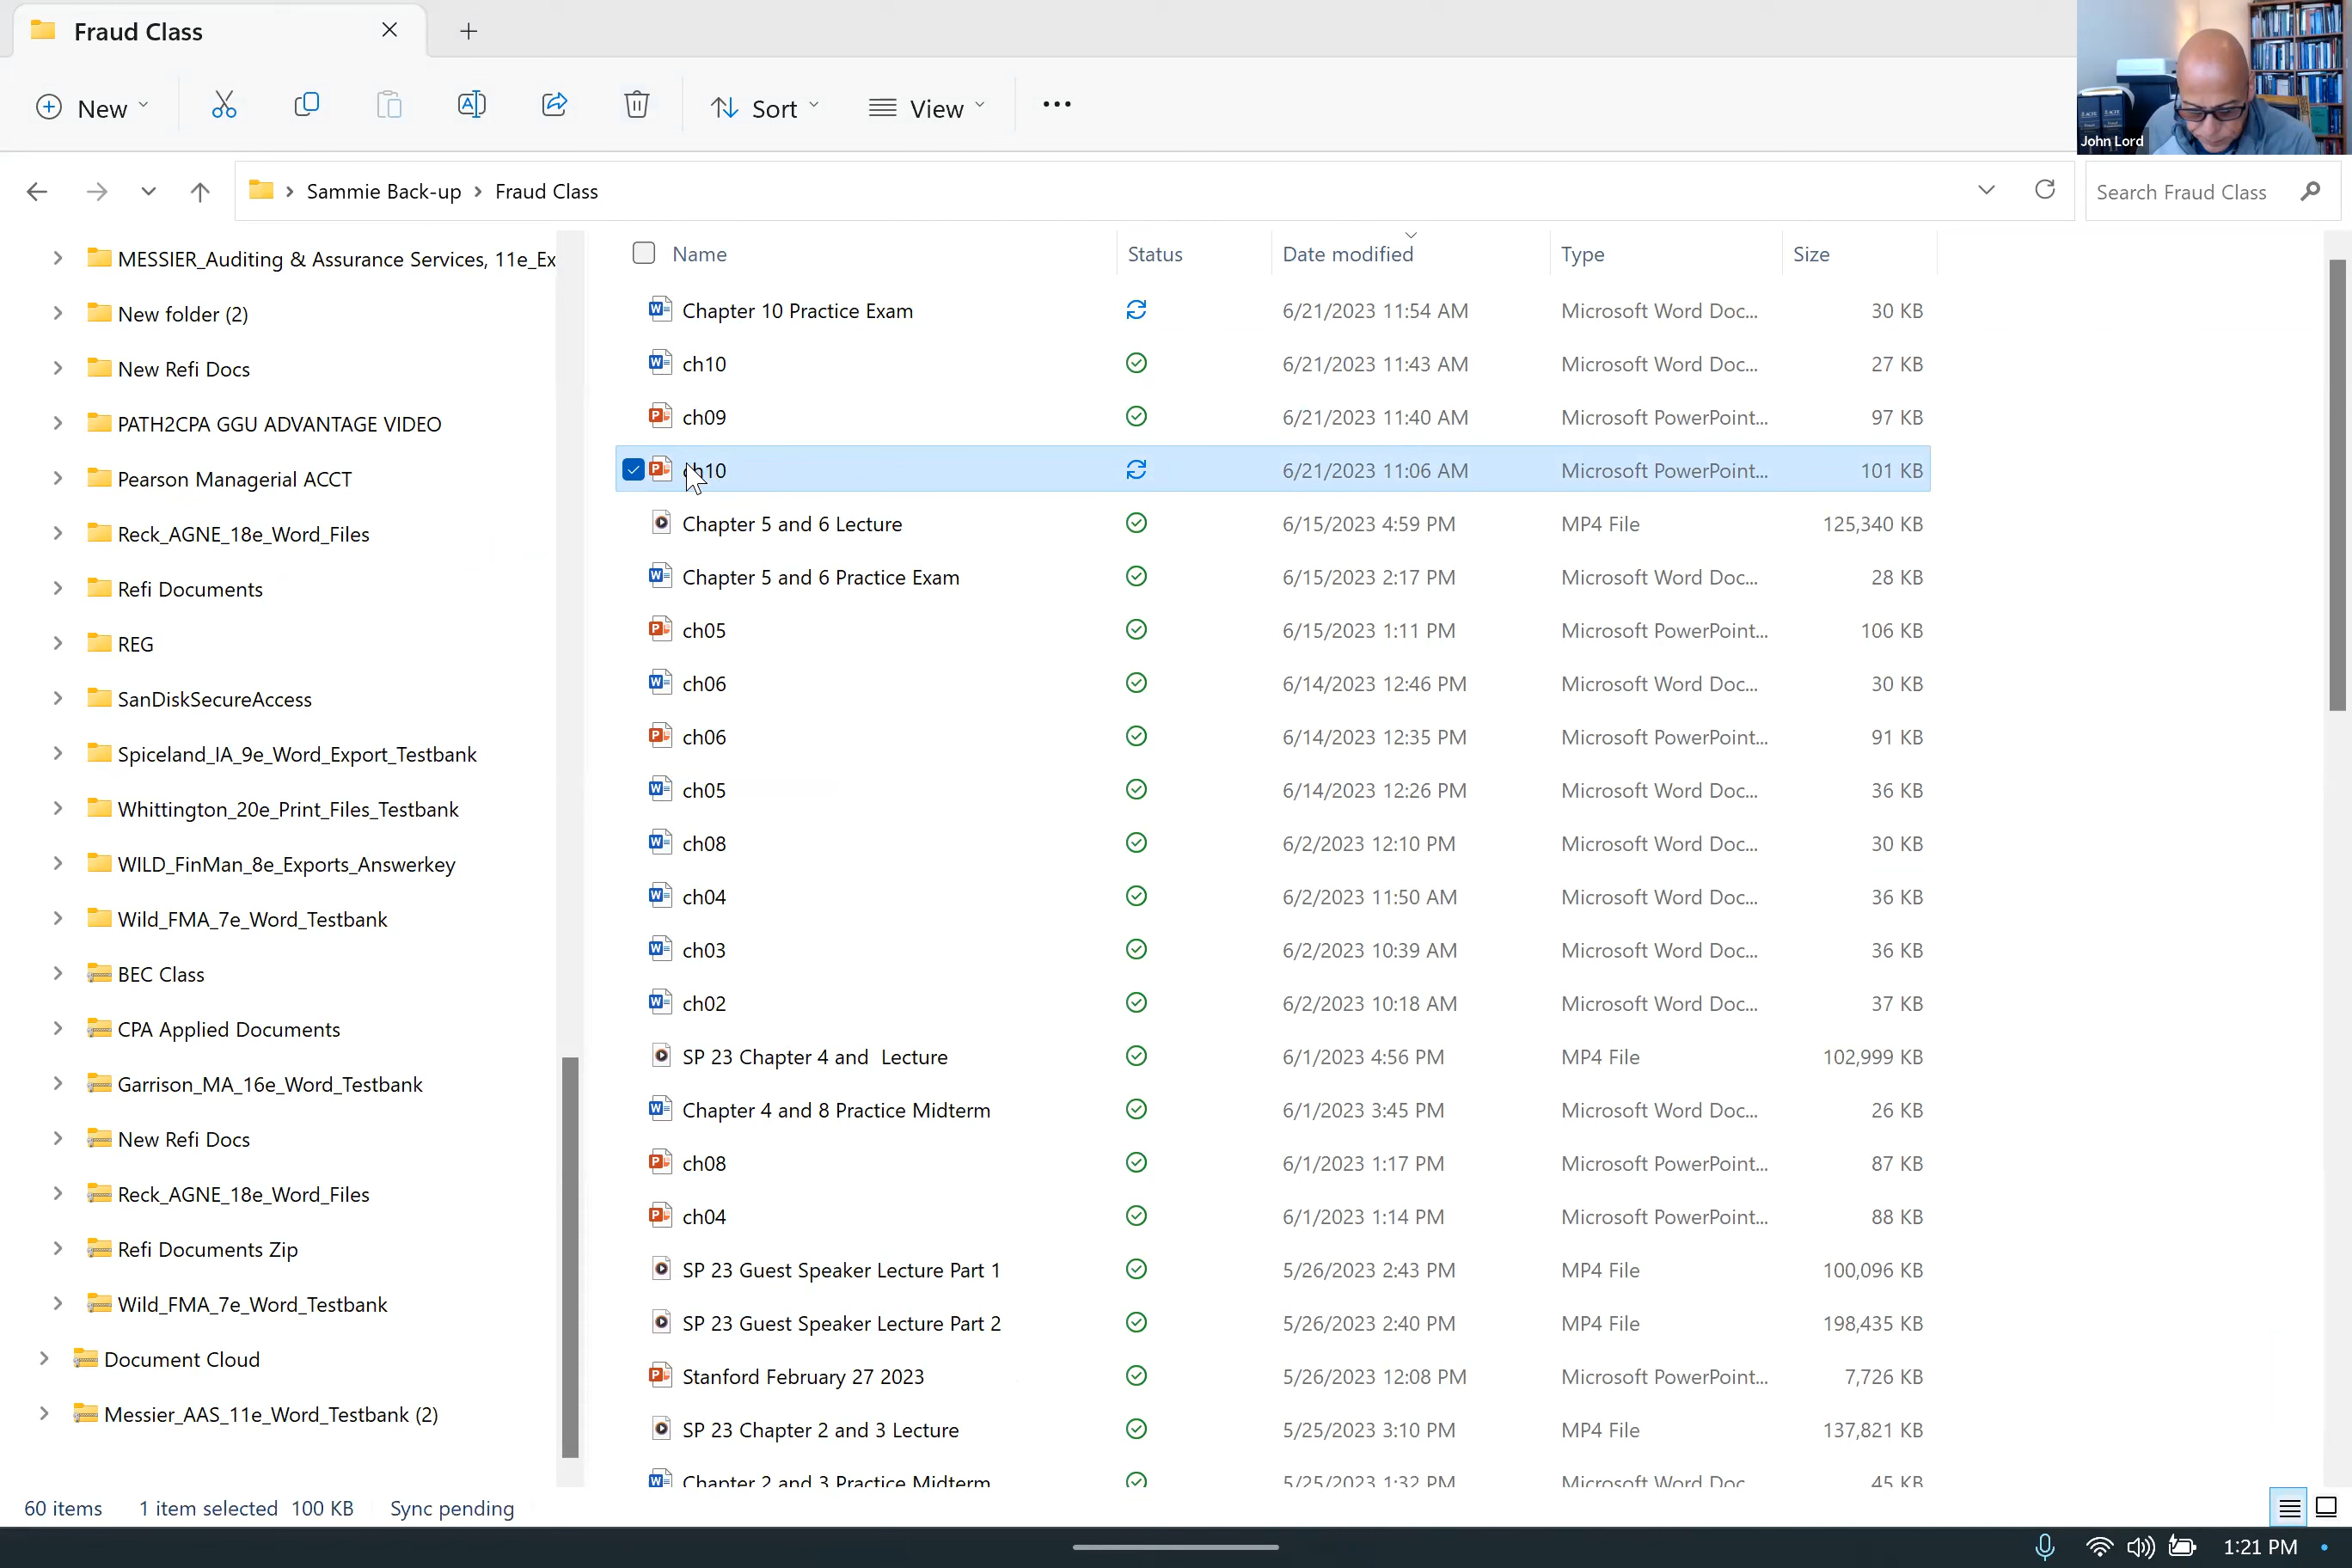 Fraud Class
New
Sort
View
John Lord
Sammie Back-up
Fraud Class
Search Fraud Class
MESSIER_Auditing & Assurance Services, 11e_Ex
New folder (2)
New Refi Docs
PATH2CPA GGU ADVANTAGE VIDEO
Pearson Managerial ACCT
Reck_AGNE_18e_Word_Files
Refi Documents
REG
SanDiskSecureAccess
Spiceland_IA_9e_Word_Export_Testbank
Whittington_20e_Print_Files_Testbank
WILD_FinMan_8e_Exports_Answerkey
Wild_FMA_7e_Word_Testbank
BEC Class
CPA Applied Documents
Garrison_MA_16e_Word_Testbank
New Refi Docs
Reck_AGNE_18e_Word_Files
Refi Documents Zip
Wild_FMA_7e_Word_Testbank
Document Cloud
Messier_AAS_11e_Word_Testbank (2)
Name Status Date modified Type Size
Chapter 10 Practice Exam 6/21/2023 11:54 AM Microsoft Word Doc... 30 KB
ch10 6/21/2023 11:43 AM Microsoft Word Doc... 27 KB
ch09 6/21/2023 11:40 AM Microsoft PowerPoint... 97 KB
ch10 6/21/2023 11:06 AM Microsoft PowerPoint... 101 KB
Chapter 5 and 6 Lecture 6/15/2023 4:59 PM MP4 File 125,340 KB
Chapter 5 and 6 Practice Exam 6/15/2023 2:17 PM Microsoft Word Doc... 28 KB
ch05 6/15/2023 1:11 PM Microsoft PowerPoint... 106 KB
ch06 6/14/2023 12:46 PM Microsoft Word Doc... 30 KB
ch06 6/14/2023 12:35 PM Microsoft PowerPoint... 91 KB
ch05 6/14/2023 12:26 PM Microsoft Word Doc... 36 KB
ch08 6/2/2023 12:10 PM Microsoft Word Doc... 30 KB
ch04 6/2/2023 11:50 AM Microsoft Word Doc... 36 KB
ch03 6/2/2023 10:39 AM Microsoft Word Doc... 36 KB
ch02 6/2/2023 10:18 AM Microsoft Word Doc... 37 KB
SP 23 Chapter 4 and  Lecture 6/1/2023 4:56 PM MP4 File 102,999 KB
Chapter 4 and 8 Practice Midterm 6/1/2023 3:45 PM Microsoft Word Doc... 26 KB
ch08 6/1/2023 1:17 PM Microsoft PowerPoint... 87 KB
ch04 6/1/2023 1:14 PM Microsoft PowerPoint... 88 KB
SP 23 Guest Speaker Lecture Part 1 5/26/2023 2:43 PM MP4 File 100,096 KB
SP 23 Guest Speaker Lecture Part 2 5/26/2023 2:40 PM MP4 File 198,435 KB
Stanford February 27 2023 5/26/2023 12:08 PM Microsoft PowerPoint... 7,726 KB
SP 23 Chapter 2 and 3 Lecture 5/25/2023 3:10 PM MP4 File 137,821 KB
Chapter 2 and 3 Practice Midterm 5/25/2023 1:32 PM Microsoft Word Doc 45 KB
60 items 1 item selected 100 KB Sync pending
1:21 PM